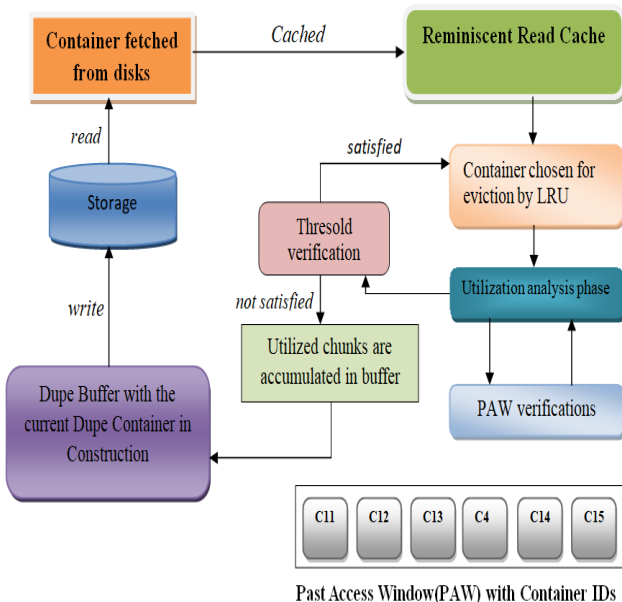 Container fetched
from disks
Cached
Reminiscent Read Cache
read
satisfied
Container chosen for
eviction by LRU
Storage
Thresold
verification
Utilization analysis phase
write
not satisfied
Utilized chunks are
accumulated in buffer
PAW verifications
Dupe Buffer with the
current Dupe Container in
Construction
C11 C12 C13 C4 C14 C15
Past Access Window(PAW) with Container IDs